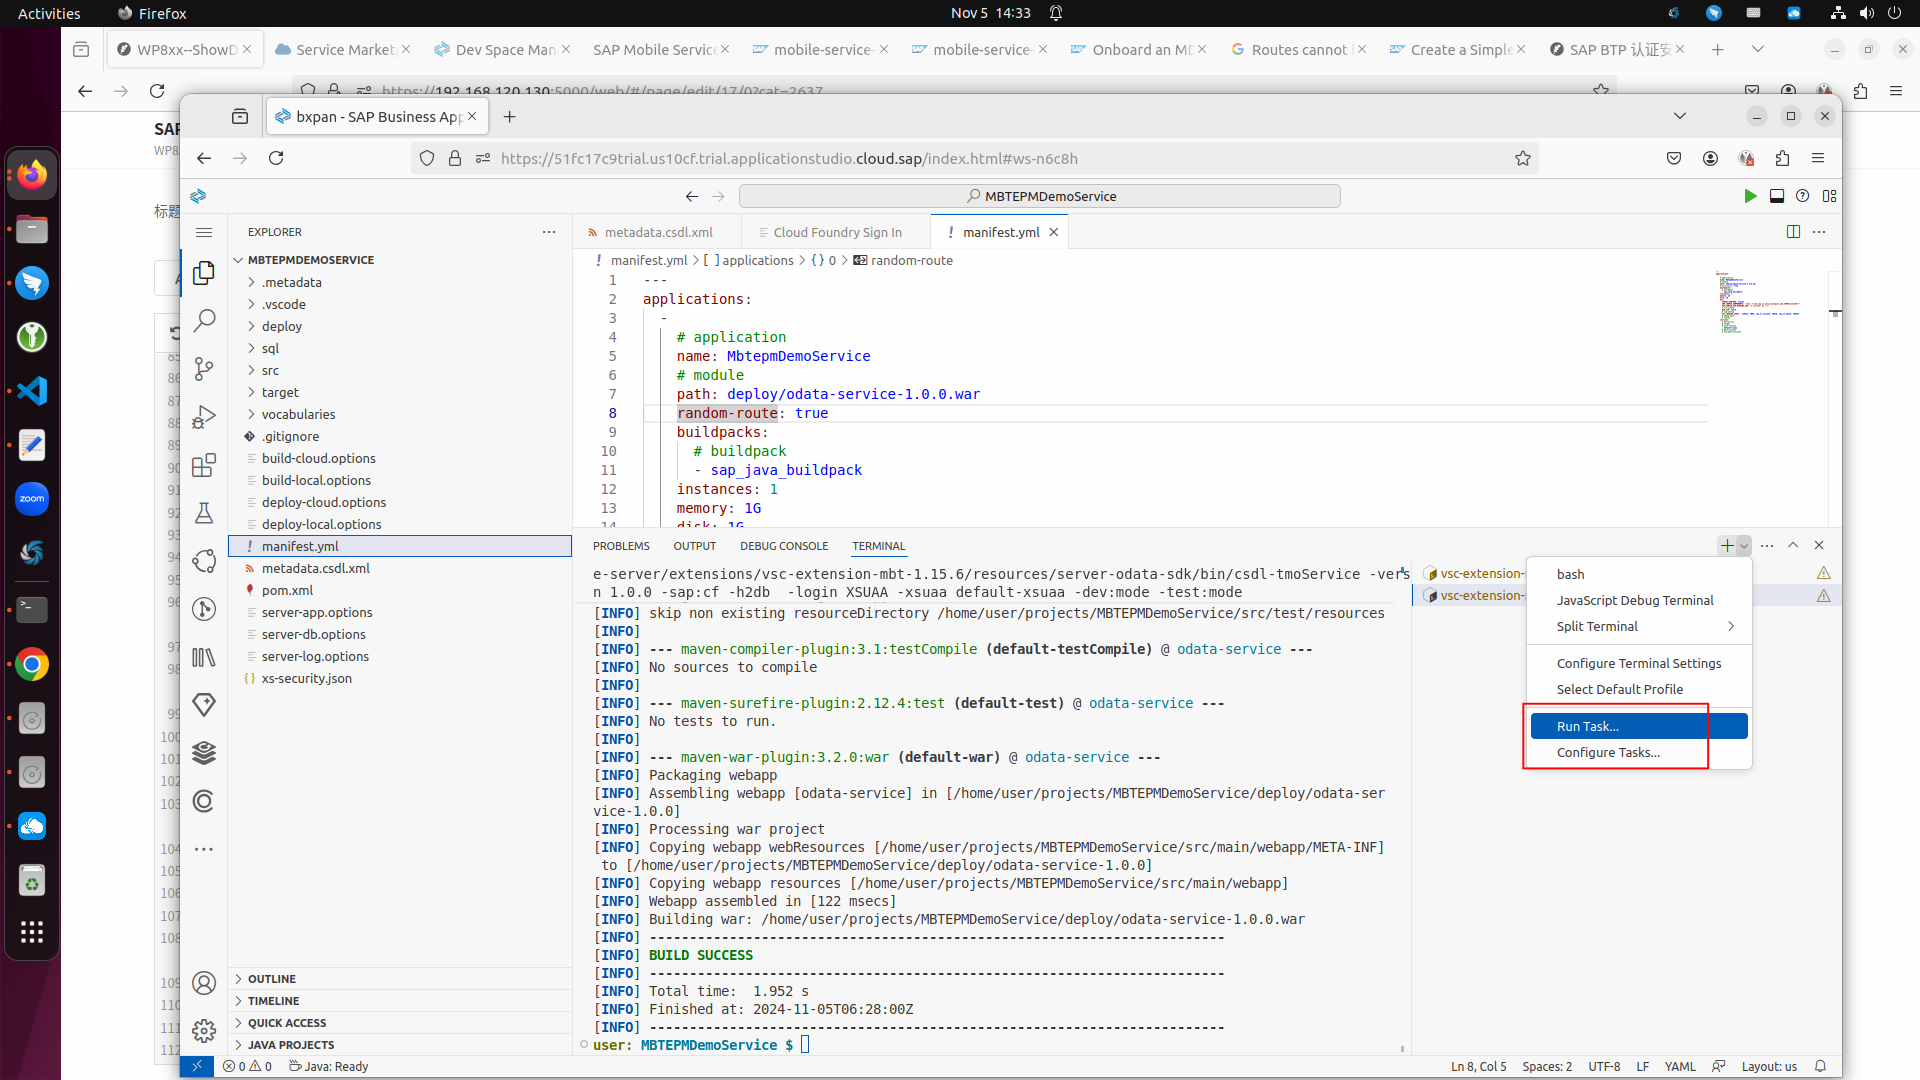 Activities
Firefox
Nov 5 14:33
WP8xx--ShowD
Service Market
Dev Space Man
SAP Mobile Servic
mobile-service-
mobile-service-
Onboard an MD
Routes cannot l
Create a Simple
SAP BTP 认证安
https://192.168.120.130:5000/web/#/page/edit/17/0?cat=2637
SAP
WP8
标题
bxpan - SAP Business App
https://51fc17c9trial.us10cf.trial.applicationstudio.cloud.sap/index.html#ws-n6c8h
MBTEPMDemoService
EXPLORER
MBTEPMDEMOSERVICE
.metadata
.vscode
deploy
sql
src
target
vocabularies
.gitignore
build-cloud.options
build-local.options
deploy-cloud.options
deploy-local.options
manifest.yml
metadata.csdl.xml
pom.xml
server-app.options
server-db.options
server-log.options
xs-security.json
OUTLINE
TIMELINE
QUICK ACCESS
JAVA PROJECTS
metadata.csdl.xml
Cloud Foundry Sign In
manifest.yml
manifest.yml > [ ] applications > {} 0 > random-route
1 ---
2 applications:
3 -
4 # application
5 name: MbtepmDemoService
6 # module
7 path: deploy/odata-service-1.0.0.war
8 random-route: true
9 buildpacks:
10 # buildpack
11 - sap_java_buildpack
12 instances: 1
13 memory: 1G
14 disk: 1G
PROBLEMS OUTPUT DEBUG CONSOLE TERMINAL
e-server/extensions/vsc-extension-mbt-1.15.6/resources/server-odata-sdk/bin/csdl-tmoService -vers
n 1.0.0 -sap:cf -h2db  -login XSUAA -xsuaa default-xsuaa -dev:mode -test:mode
[INFO] skip non existing resourceDirectory /home/user/projects/MBTEPMDemoService/src/test/resources
[INFO]
[INFO] --- maven-compiler-plugin:3.1:testCompile (default-testCompile) @ odata-service ---
[INFO] No sources to compile
[INFO]
[INFO] --- maven-surefire-plugin:2.12.4:test (default-test) @ odata-service ---
[INFO] No tests to run.
[INFO]
[INFO] --- maven-war-plugin:3.2.0:war (default-war) @ odata-service ---
[INFO] Packaging webapp
[INFO] Assembling webapp [odata-service] in [/home/user/projects/MBTEPMDemoService/deploy/odata-ser
vice-1.0.0]
[INFO] Processing war project
[INFO] Copying webapp webResources [/home/user/projects/MBTEPMDemoService/src/main/webapp/META-INF]
to [/home/user/projects/MBTEPMDemoService/deploy/odata-service-1.0.0]
[INFO] Copying webapp resources [/home/user/projects/MBTEPMDemoService/src/main/webapp]
[INFO] Webapp assembled in [122 msecs]
[INFO] Building war: /home/user/projects/MBTEPMDemoService/deploy/odata-service-1.0.0.war
[INFO] ------------------------------------------------------------------------
[INFO] BUILD SUCCESS
[INFO] ------------------------------------------------------------------------
[INFO] Total time:  1.952 s
[INFO] Finished at: 2024-11-05T06:28:00Z
[INFO] ------------------------------------------------------------------------
user: MBTEPMDemoService $
vsc-extension-
vsc-extension-
bash
JavaScript Debug Terminal
Split Terminal
Configure Terminal Settings
Select Default Profile
Run Task...
Configure Tasks...
0 0 Java: Ready
Ln 8, Col 5
Spaces: 2
UTF-8
LF
YAML
Layout: us
zoom